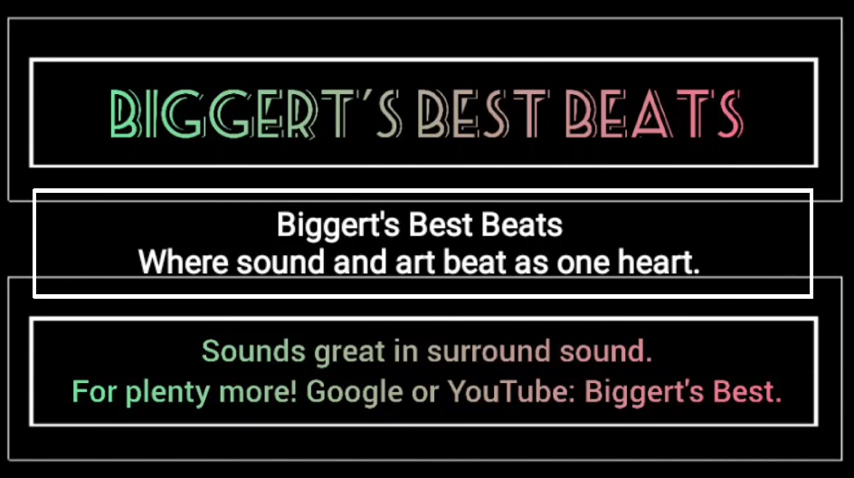 BIGGERT'S BEST BEATS
Biggert's Best Beats
Where sound and art beat as one heart.
Sounds great in surround sound.
For plenty more! Google or YouTube: Biggert's Best.